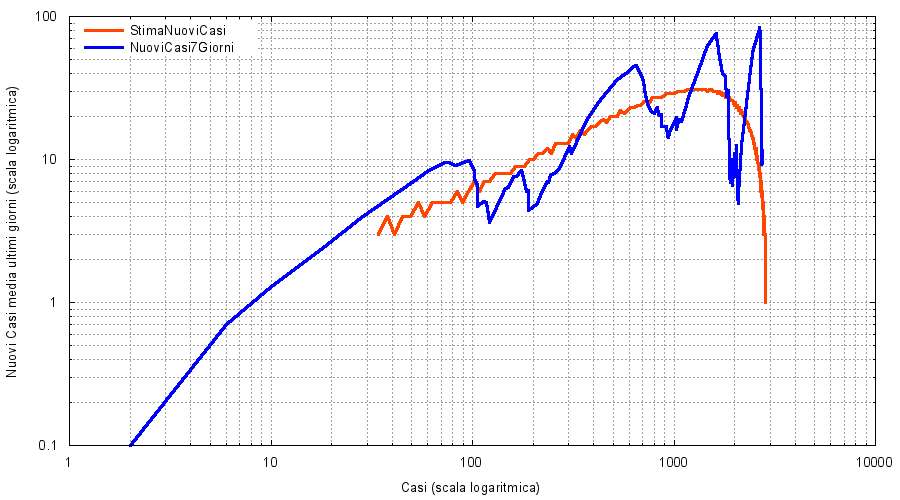 100
StimaNuoviCasi
NuoviCasi7Giorni
10
1
0.1
1
10
100
1000
10000
Nuovi Casi media ultimi giorni (scala logaritmica)
Casi (scala logaritmica)